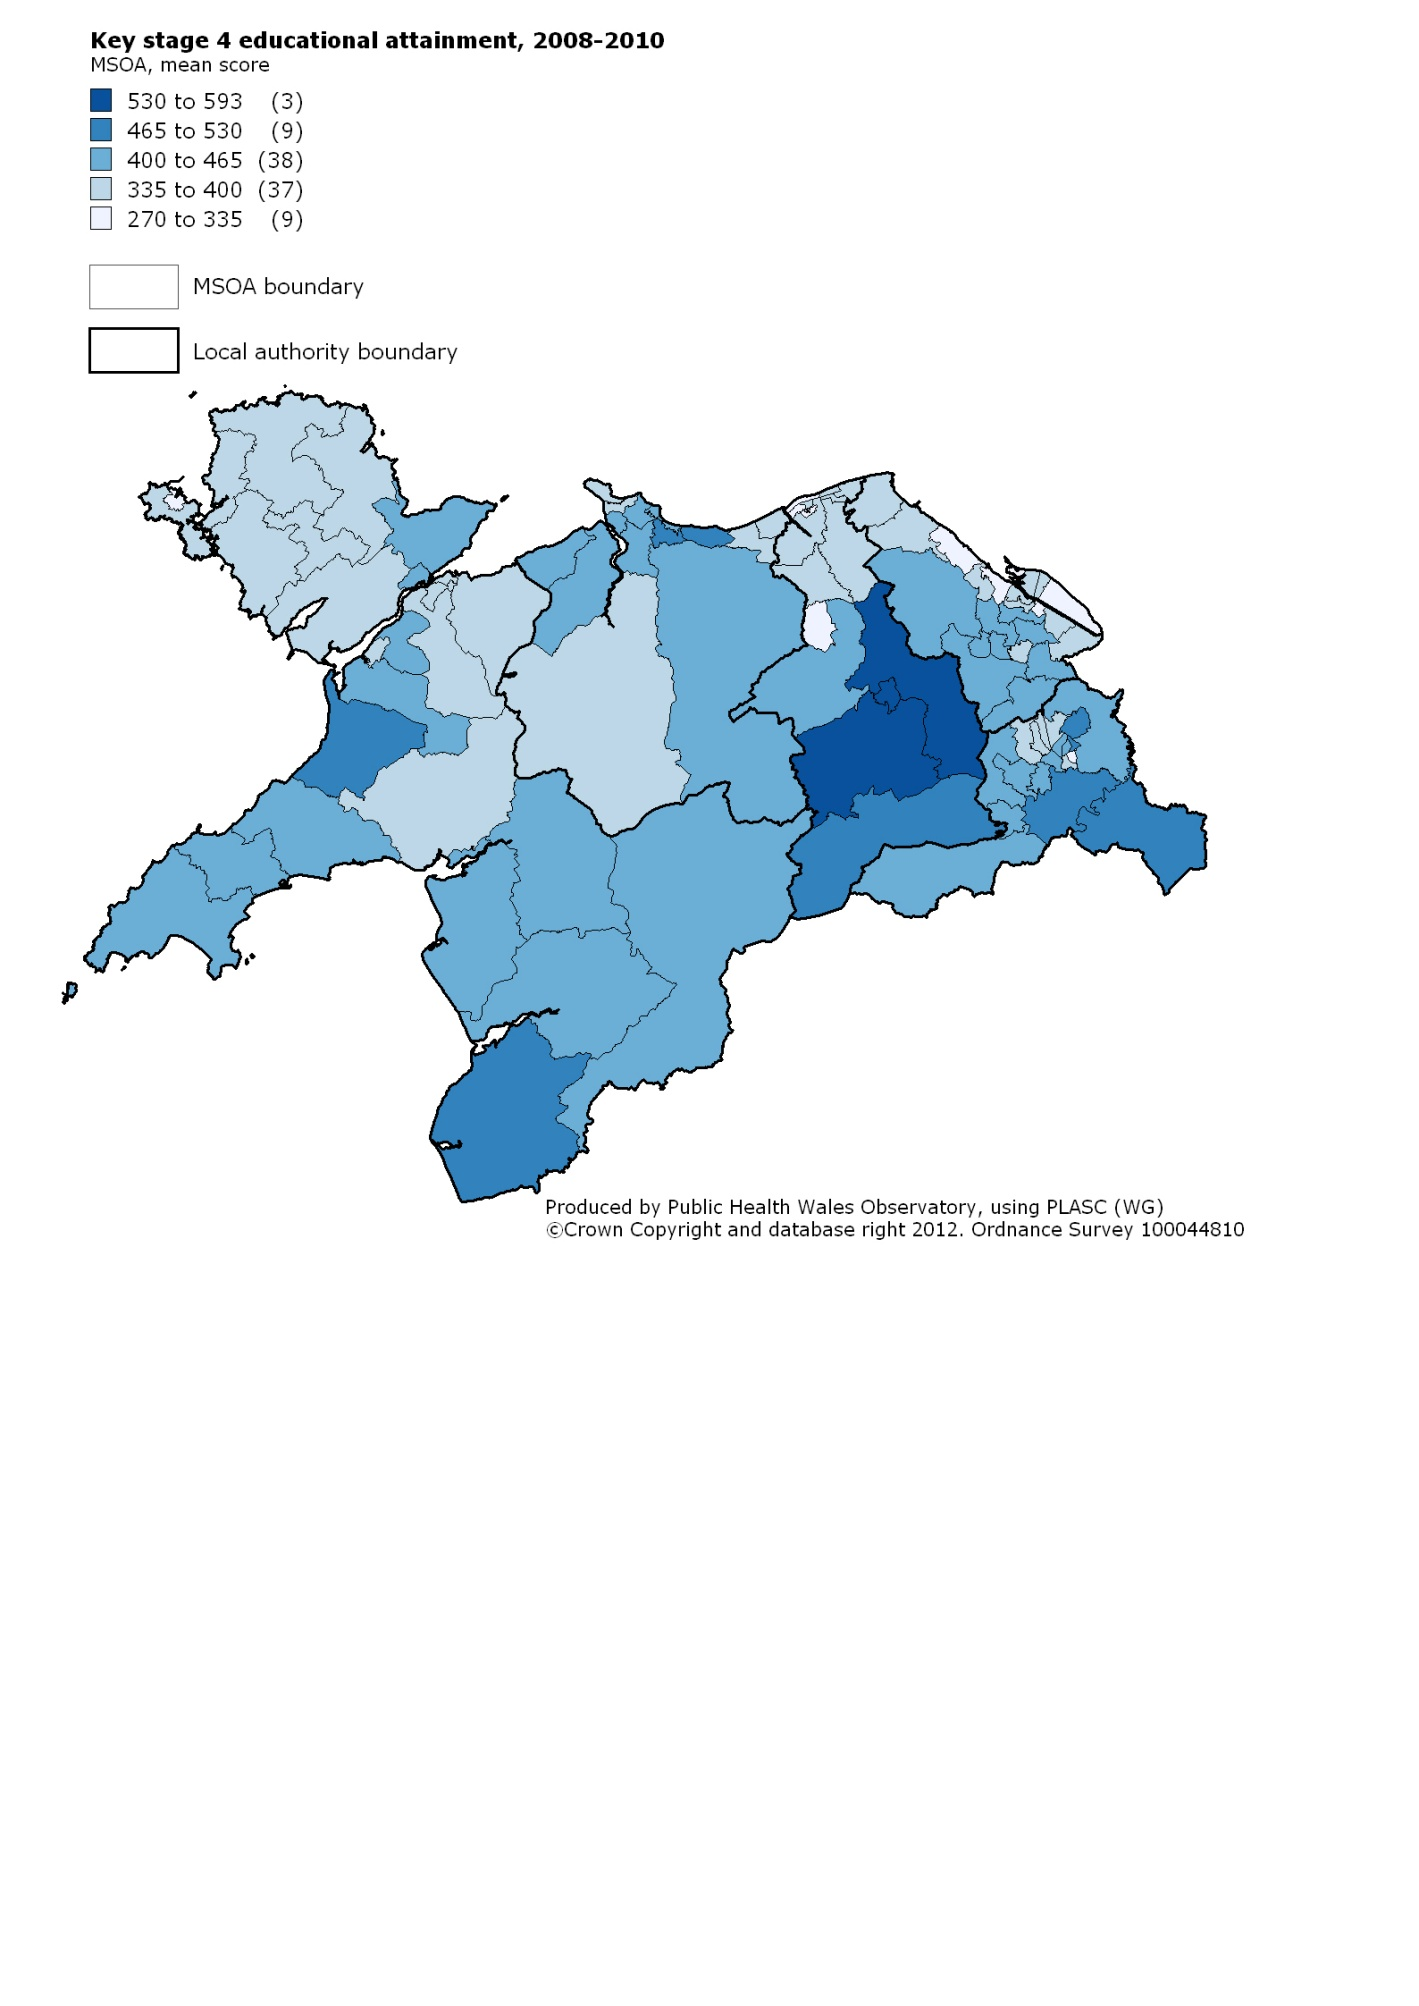 Key stage 4 educational attainment, 2008-2010
MSOA, mean score
530 to 593 (3)
465 to 530 (9)
400 to 465 (38)
335 to 400 (37)
270 to 335 (9)
MSOA boundary
Local authority boundary
Produced by Public Health Wales Observatory, using PLASC (WG)
©Crown Copyright and database right 2012. Ordnance Survey 100044810